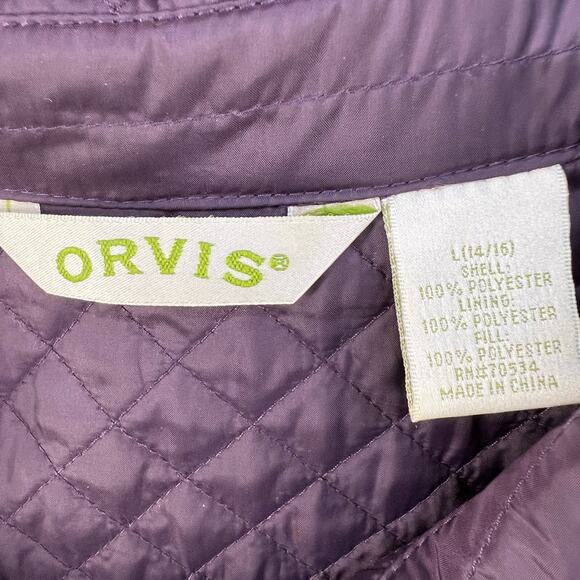 ORVIS®
L(14/16)
SHELL:
100% POLYESTER
LINING:
100% POLYESTER
FILL:
100% POLYESTER
RN#70534
MADE IN CHINA